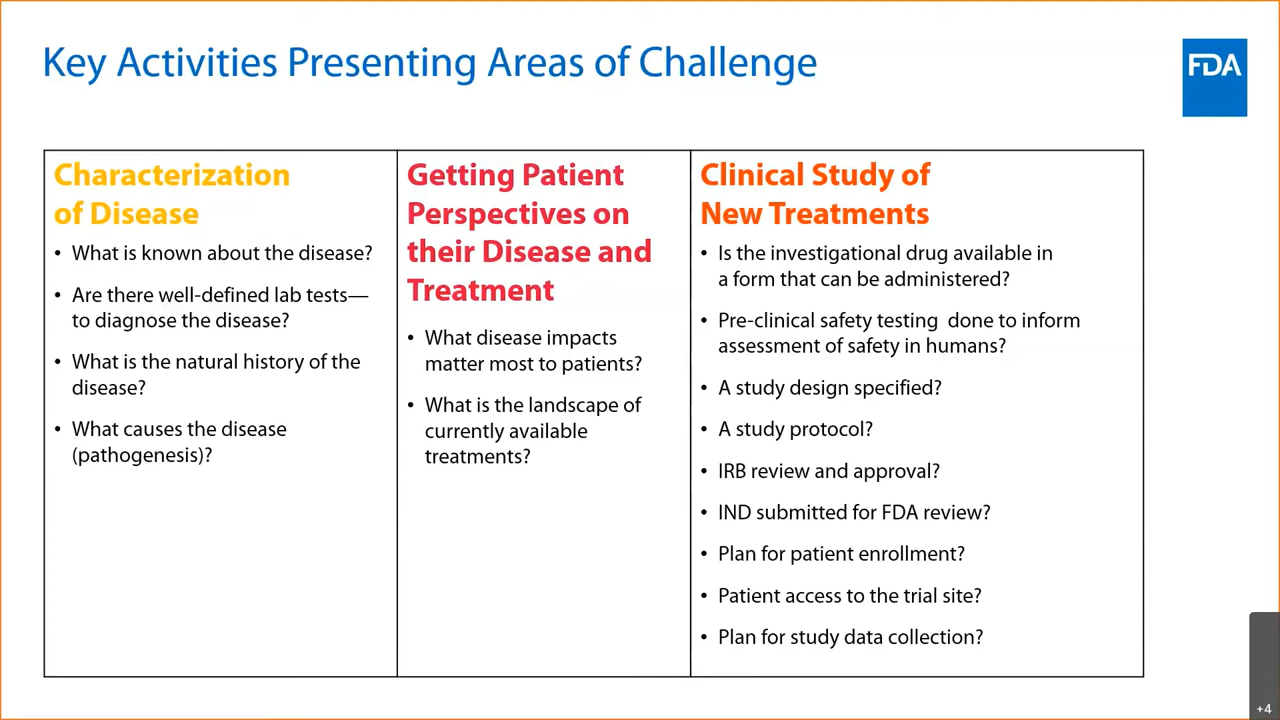 Key Activities Presenting Areas of Challenge
FDA
Characterization
of Disease
• What is known about the disease?
• Are there well-defined lab tests—
to diagnose the disease?
• What is the natural history of the
disease?
• What causes the disease
(pathogenesis)?
Getting Patient
Perspectives on
their Disease and
Treatment
• What disease impacts
matter most to patients?
• What is the landscape of
currently available
treatments?
Clinical Study of
New Treatments
• Is the investigational drug available in
a form that can be administered?
• Pre-clinical safety testing  done to inform
assessment of safety in humans?
• A study design specified?
• A study protocol?
• IRB review and approval?
• IND submitted for FDA review?
• Plan for patient enrollment?
• Patient access to the trial site?
• Plan for study data collection?
+4